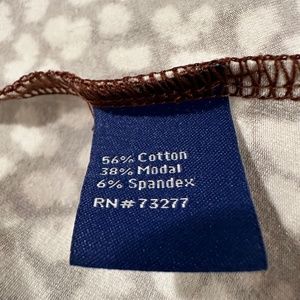 56% Cotton
38% Modal
6% Spandex
RN# 73277